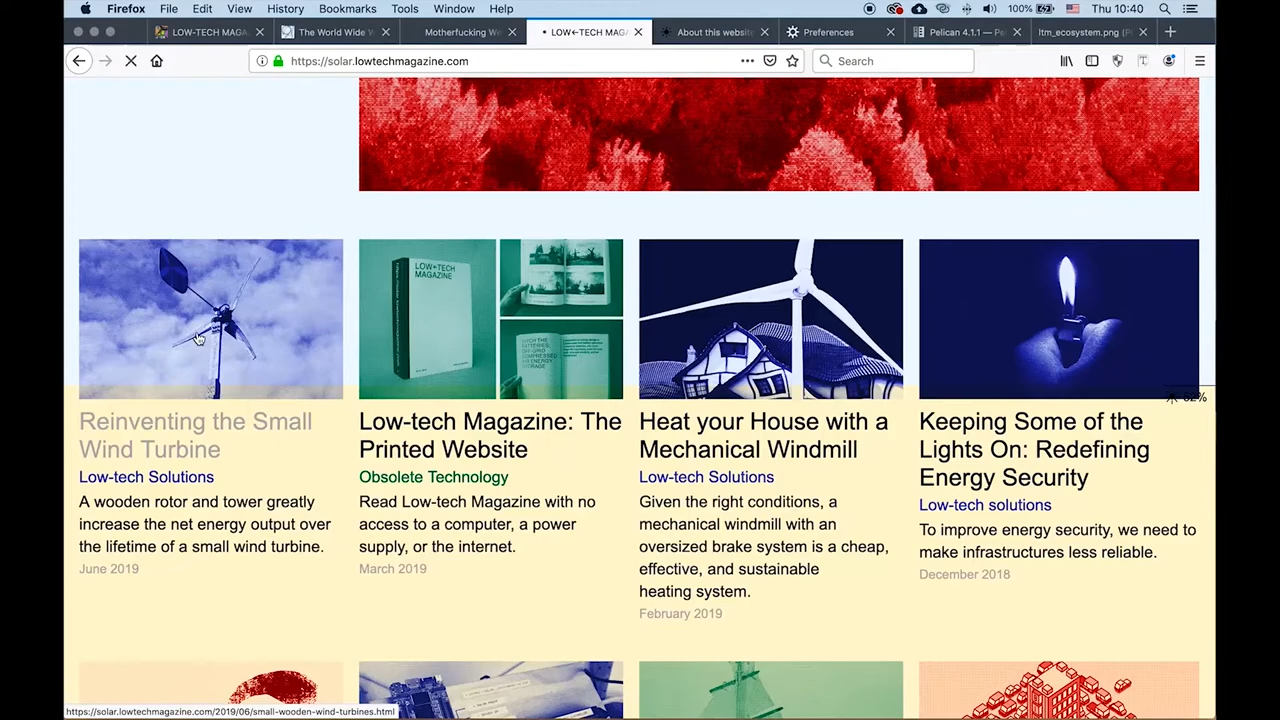 Firefox File Edit View History Bookmarks Tools Window Help 100% Thu 10:40
LOW-TECH MAGA. The World Wide W Motherfucking We LOW←TECH MAGA About this website Preferences Pelican 4.1.1 — Pe ltm_ecosystem.png (P
https://solar.lowtechmagazine.com Search
LOW←TECH
MAGAZINE
62%
Reinventing the Small
Wind Turbine
Low-tech Solutions
A wooden rotor and tower greatly
increase the net energy output over
the lifetime of a small wind turbine.
June 2019
Low-tech Magazine: The
Printed Website
Obsolete Technology
Read Low-tech Magazine with no
access to a computer, a power
supply, or the internet.
March 2019
Heat your House with a
Mechanical Windmill
Low-tech Solutions
Given the right conditions, a
mechanical windmill with an
oversized brake system is a cheap,
effective, and sustainable
heating system.
February 2019
Keeping Some of the
Lights On: Redefining
Energy Security
Low-tech solutions
To improve energy security, we need to
make infrastructures less reliable.
December 2018
https://solar.lowtechmagazine.com/2019/06/small-wooden-wind-turbines.html